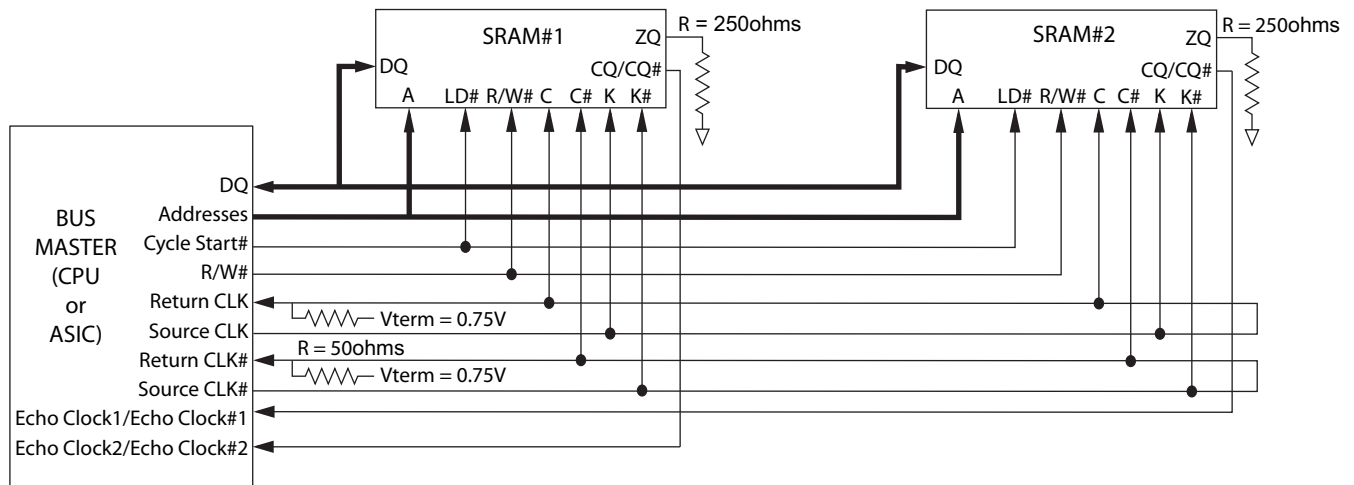 SRAM#1
ZQ
R = 250ohms
DQ
CQ/CQ#
A LD# R/W# C C# K K#
SRAM#2
ZQ
R = 250ohms
DQ
CQ/CQ#
A LD# R/W# C C# K K#
BUS
MASTER
(CPU
or
ASIC)
DQ
Addresses
Cycle Start#
R/W#
Return CLK
Vterm = 0.75V
Source CLK
R = 50ohms
Return CLK#
Vterm = 0.75V
Source CLK#
Echo Clock1/Echo Clock#1
Echo Clock2/Echo Clock#2